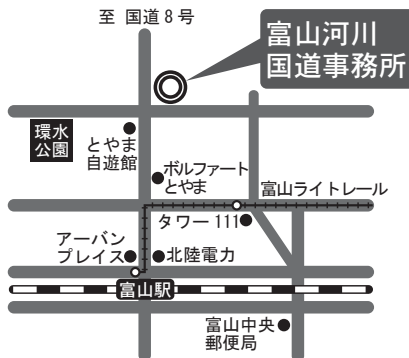 至 国道8号
富山河川
国道事務所
環水
公園
とやま
自遊館
ボルファート
とやま
富山ライトレール
タワー111
アーバン
プレイス
北陸電力
富山駅
富山中央
郵便局